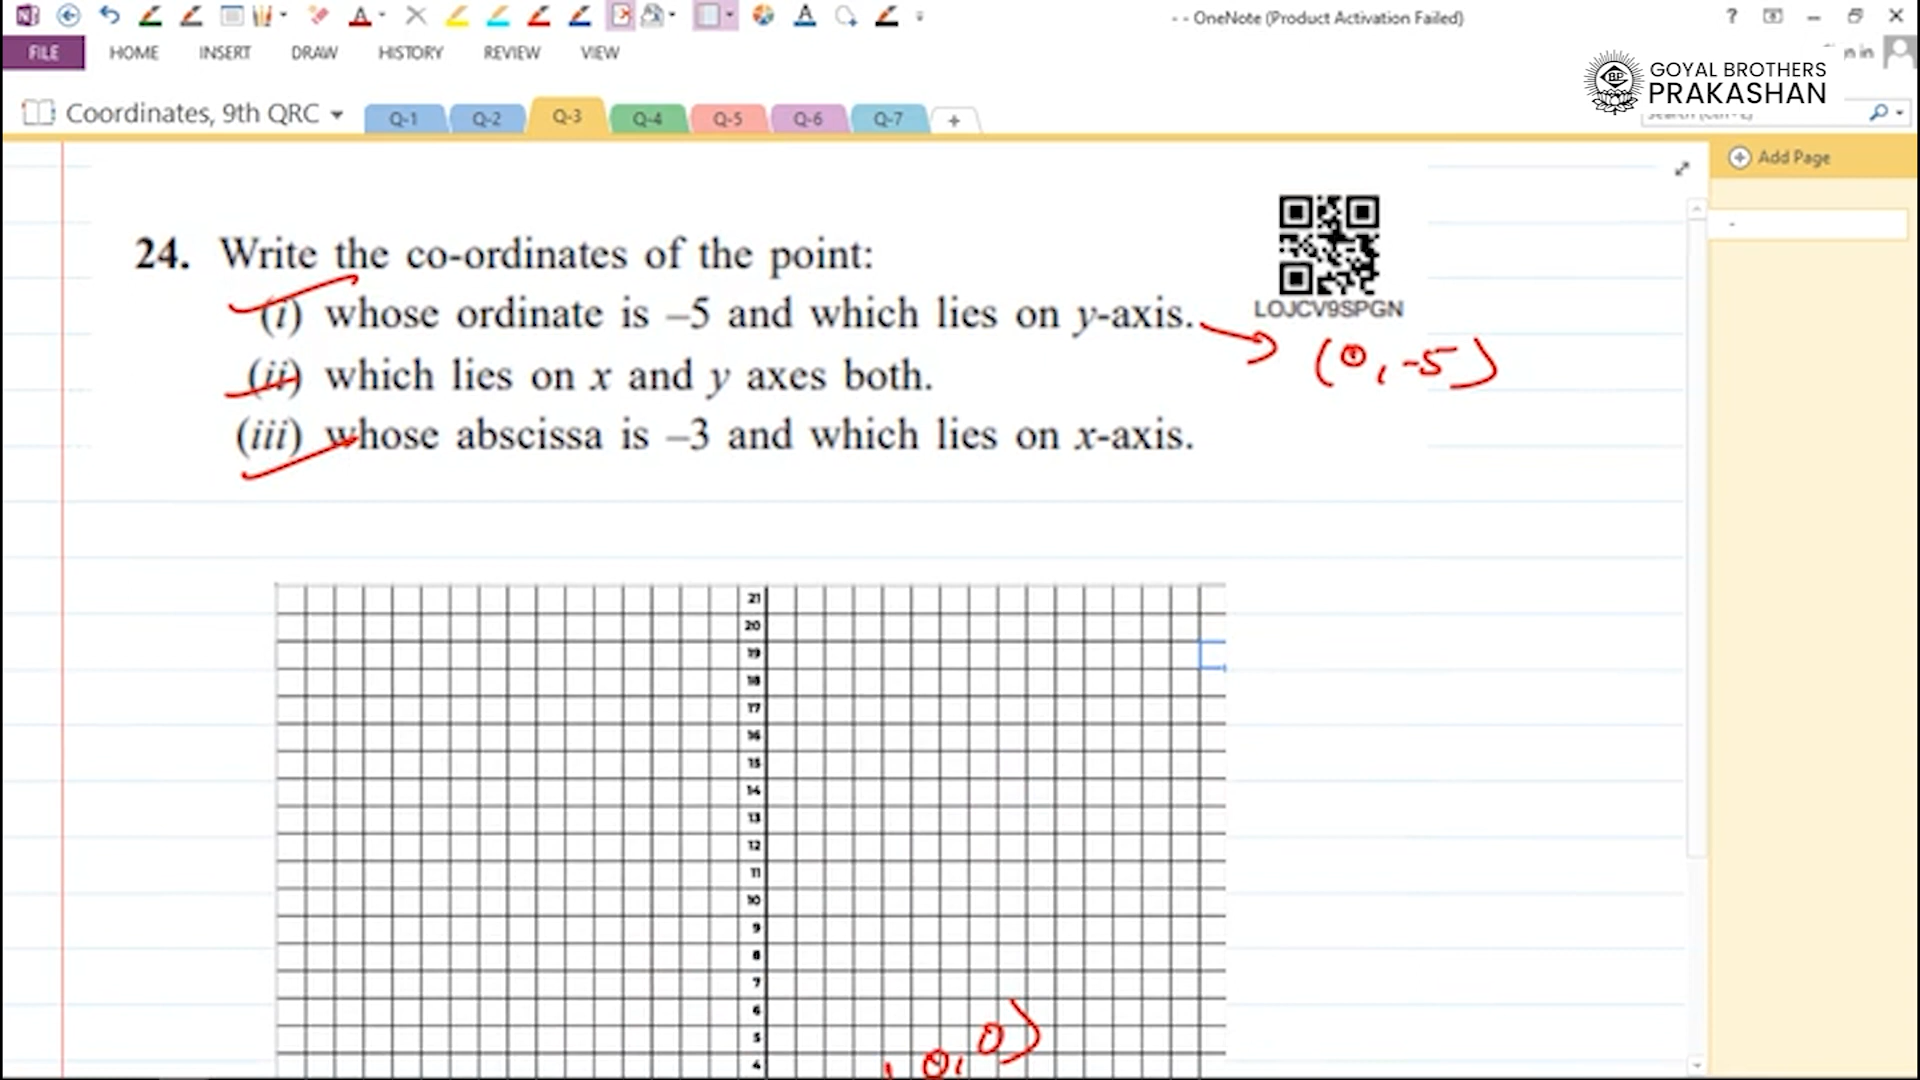 - - OneNote (Product Activation Failed)
FILE HOME INSERT DRAW HISTORY REVIEW VIEW
n in
GOYAL BROTHERS
PRAKASHAN
Coordinates, 9th QRC Q-1 Q-2 Q-3 Q-4 Q-5 Q-6 Q-7 +
Search (Ctrl+E)
Add Page
24. Write the co-ordinates of the point:
(i) whose ordinate is –5 and which lies on y-axis.
LOJCV9SPGN
(0, -5)
(ii) which lies on x and y axes both.
(iii) whose abscissa is –3 and which lies on x-axis.
21
20
19
18
17
16
15
14
13
12
11
10
9
8
7
6
5
4
0, 0)